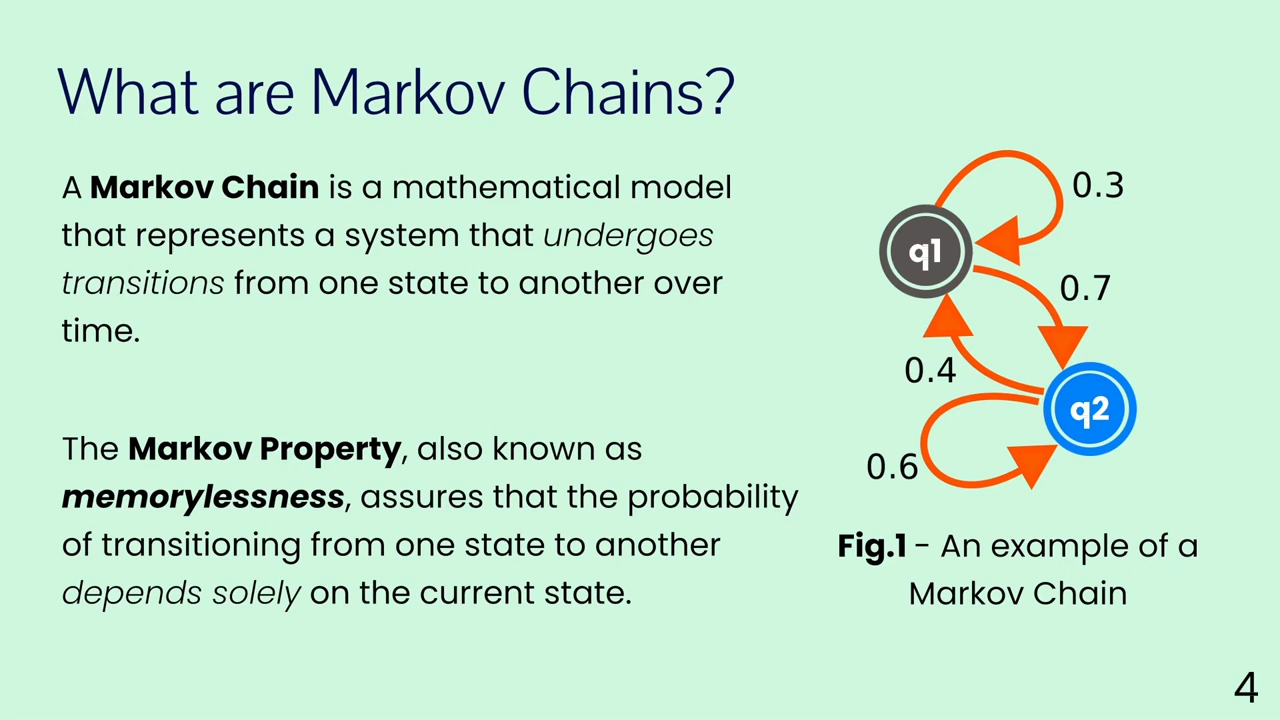 What are Markov Chains?
A Markov Chain is a mathematical model
that represents a system that undergoes
transitions from one state to another over
time.
The Markov Property, also known as
memorylessness, assures that the probability
of transitioning from one state to another
depends solely on the current state.
0.3
q1
0.7
0.4
q2
0.6
Fig.1 - An example of a
Markov Chain
4